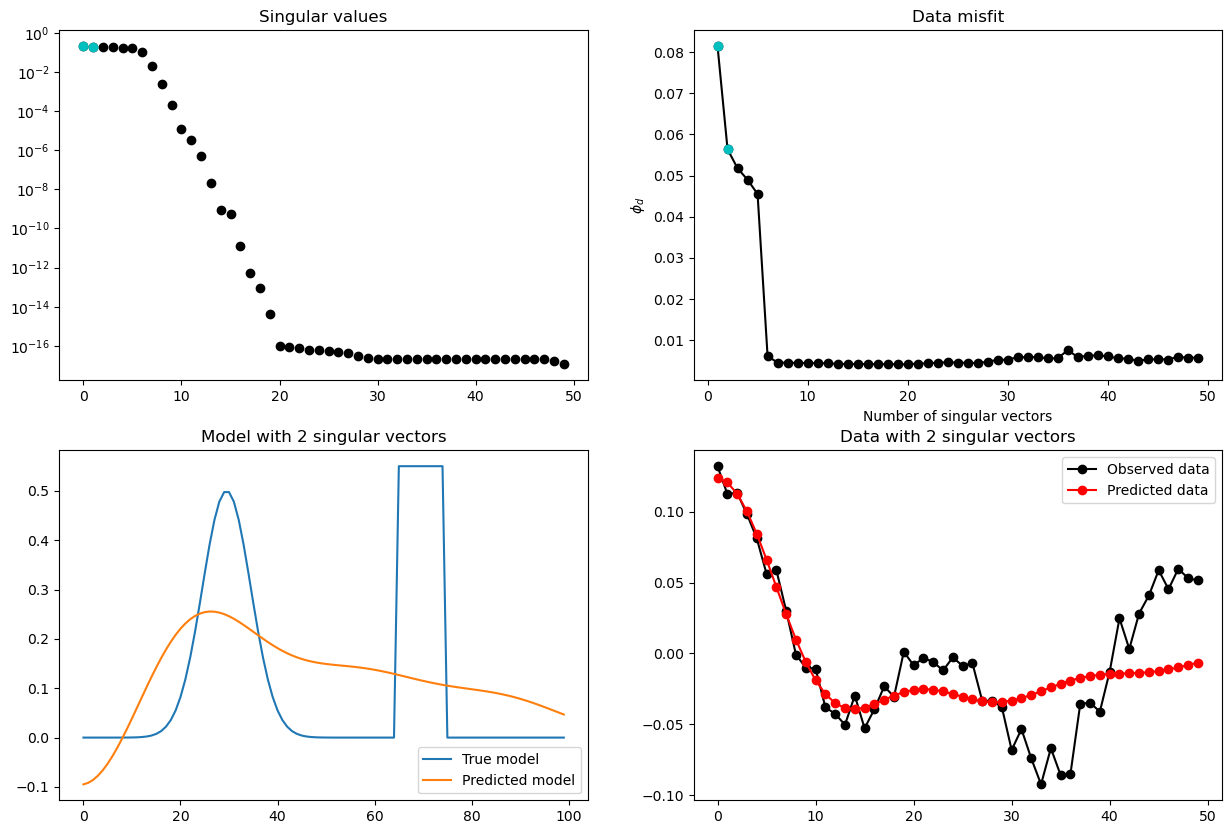 Singular values
10^0
10^-2
10^-4
10^-6
10^-8
10^-10
10^-12
10^-14
10^-16
0 10 20 30 40 50
Data misfit
0.08
0.07
0.06
0.05
0.04
0.03
0.02
0.01
ϕ_d
0 10 20 30 40 50
Number of singular vectors
Model with 2 singular vectors
0.5
0.4
0.3
0.2
0.1
0.0
−0.1
0 20 40 60 80 100
True model
Predicted model
Data with 2 singular vectors
0.10
0.05
0.00
−0.05
−0.10
0 10 20 30 40 50
Observed data
Predicted data